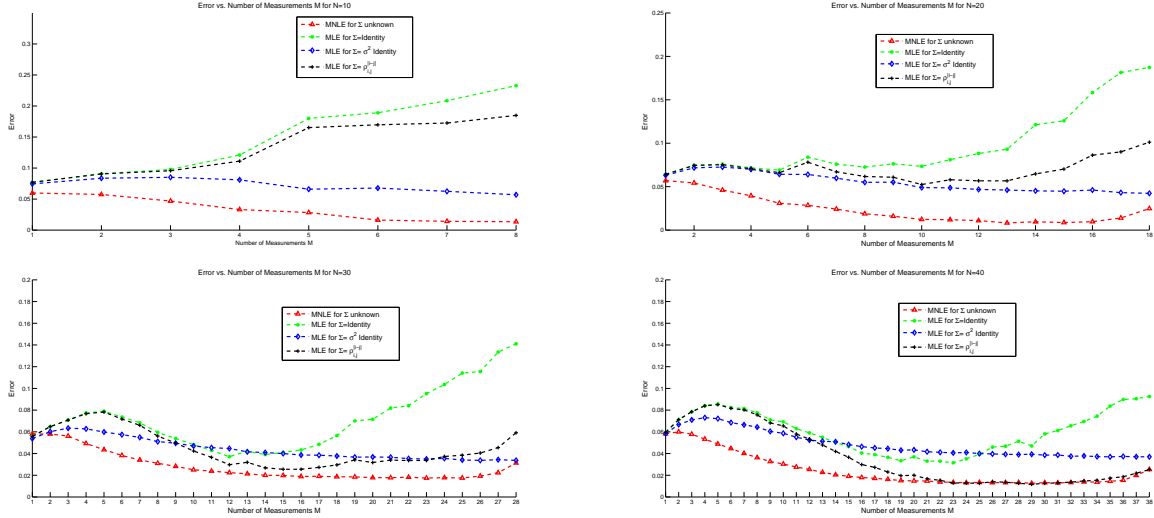 Error vs. Number of Measurements M for N=10
Error
0.3
0.25
0.2
0.15
0.1
0.05
0
1 2 3 4 5 6 7 8
Number of Measurements M
MNLE for Σ unknown
MLE for Σ=Identity
MLE for Σ= σ² Identity
MLE for Σ= ρ|i−j| i,j
Error vs. Number of Measurements M for N=20
Error
0.25
0.2
0.15
0.1
0.05
0
2 4 6 8 10 12 14 16 18
Number of Measurements M
MNLE for Σ unknown
MLE for Σ=Identity
MLE for Σ= σ² Identity
MLE for Σ= ρ|i−j| i,j
Error vs. Number of Measurements M for N=30
Error
0.2
0.18
0.16
0.14
0.12
0.1
0.08
0.06
0.04
0.02
0
1 2 3 4 5 6 7 8 9 10 11 12 13 14 15 16 17 18 19 20 21 22 23 24 25 26 27 28
Number of Measurements M
MNLE for Σ unknown
MLE for Σ=Identity
MLE for Σ= σ² Identity
MLE for Σ= ρ|i−j| i,j
Error vs. Number of Measurements M for N=40
Error
0.2
0.18
0.16
0.14
0.12
0.1
0.08
0.06
0.04
0.02
0
1 2 3 4 5 6 7 8 9 10 11 12 13 14 15 16 17 18 19 20 21 22 23 24 25 26 27 28 29 30 31 32 33 34 35 36 37 38
Number of Measurements M
MNLE for Σ unknown
MLE for Σ=Identity
MLE for Σ= σ² Identity
MLE for Σ= ρ|i−j| i,j